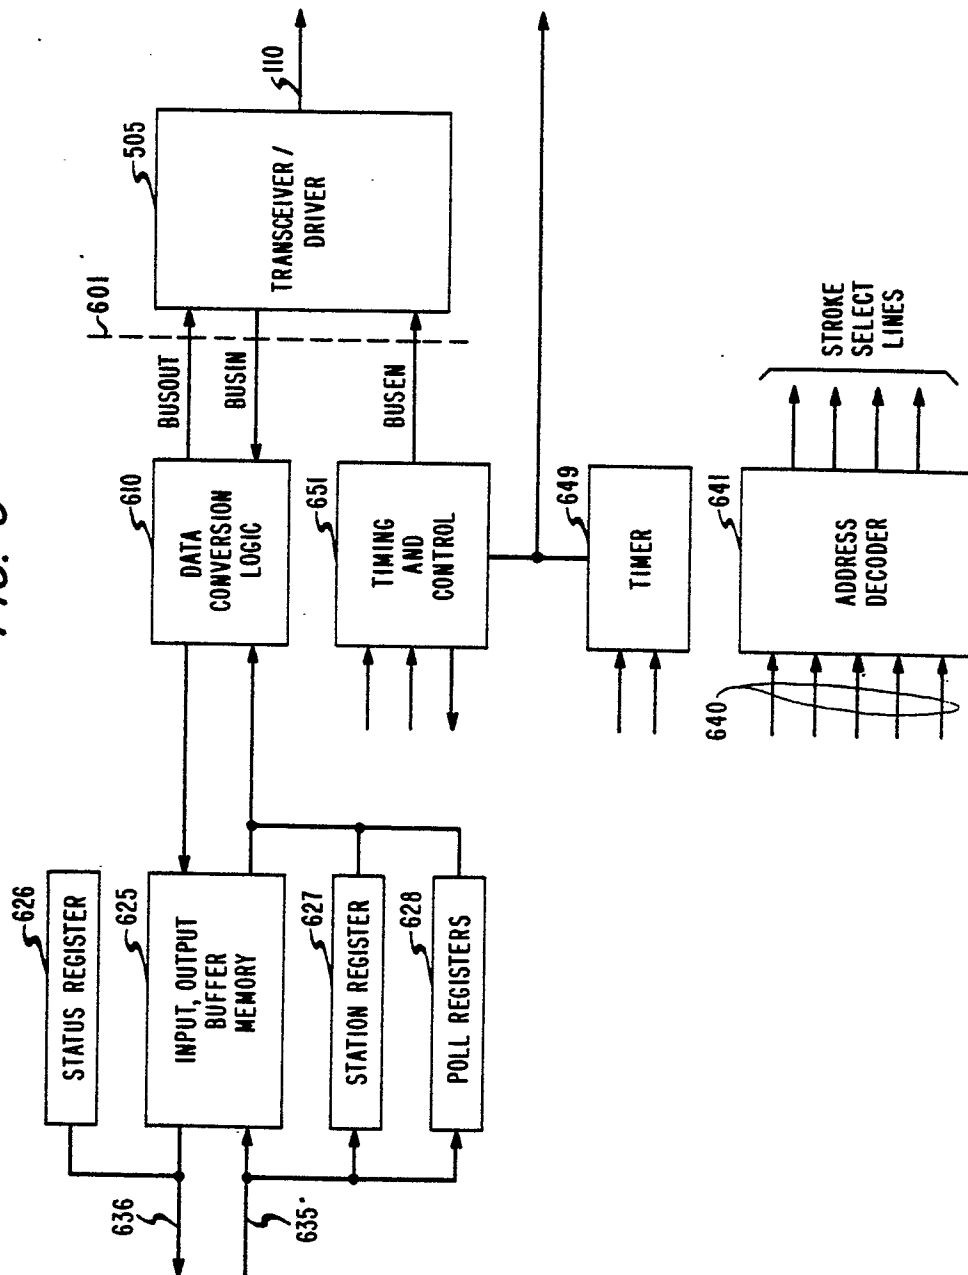 626
STATUS REGISTER
636
625
INPUT, OUTPUT
BUFFER
MEMORY
635
627
STATION REGISTER
628
POLL REGISTERS
610
DATA
CONVERSION
LOGIC
BUSOUT
BUSIN
601
505
TRANSCEIVER /
DRIVER
110
651
TIMING
AND
CONTROL
BUSEN
649
TIMER
640
641
ADDRESS
DECODER
STROKE
SELECT
LINES